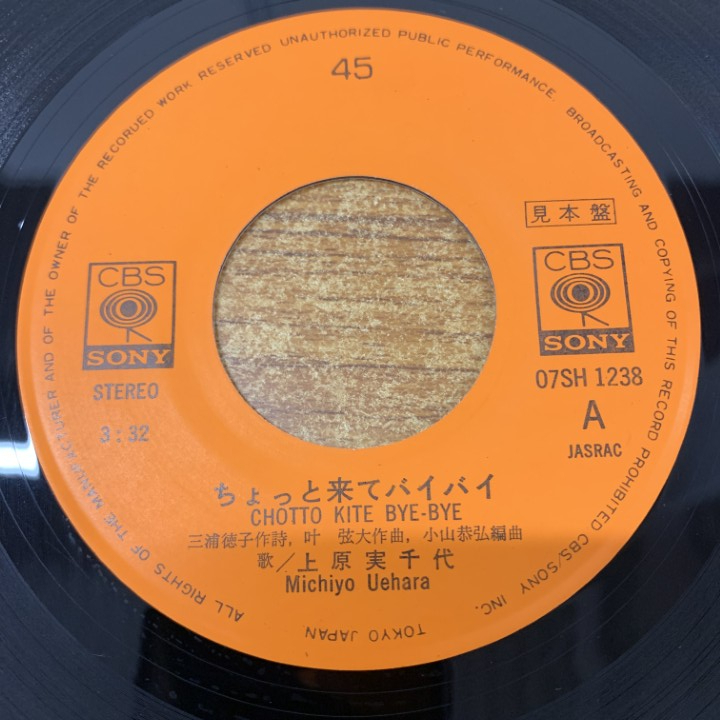 ALL RIGHTS OF THE MANUFACTURER AND OF THE OWNER OF THE RECORDED WORK RESERVED UNAUTHORIZED PUBLIC PERFORMANCE. BROADCASTING AND COPYING OF THIS RECORD PROHIBITED CBS/SONY INC.
TOKYO JAPAN
45
見本盤
CBS
SONY
STEREO
3:32
CBS
SONY
07SH 1238
A
JASRAC
ちょっと来てバイバイ
CHOTTO KITE BYE-BYE
三浦徳子作詩, 叶 弦大作曲, 小山恭弘編曲
歌/上原実千代
Michiyo Uehara